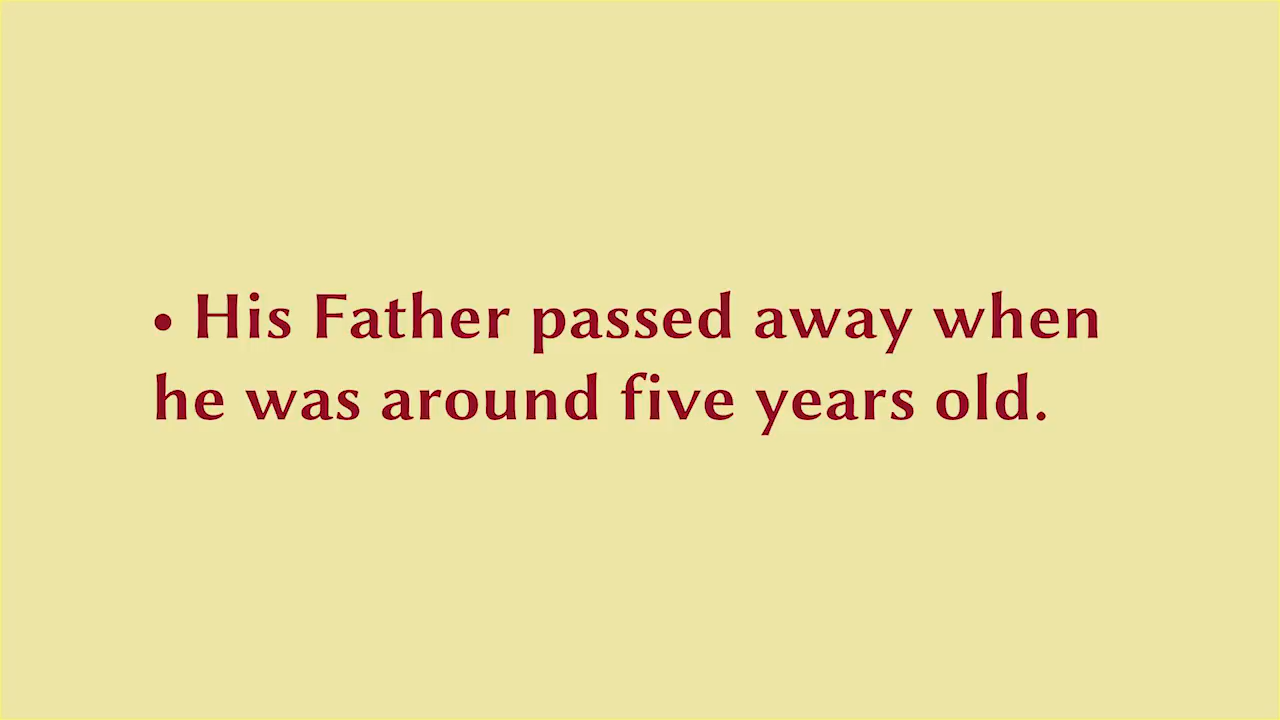 • His Father passed away when
he was around five years old.